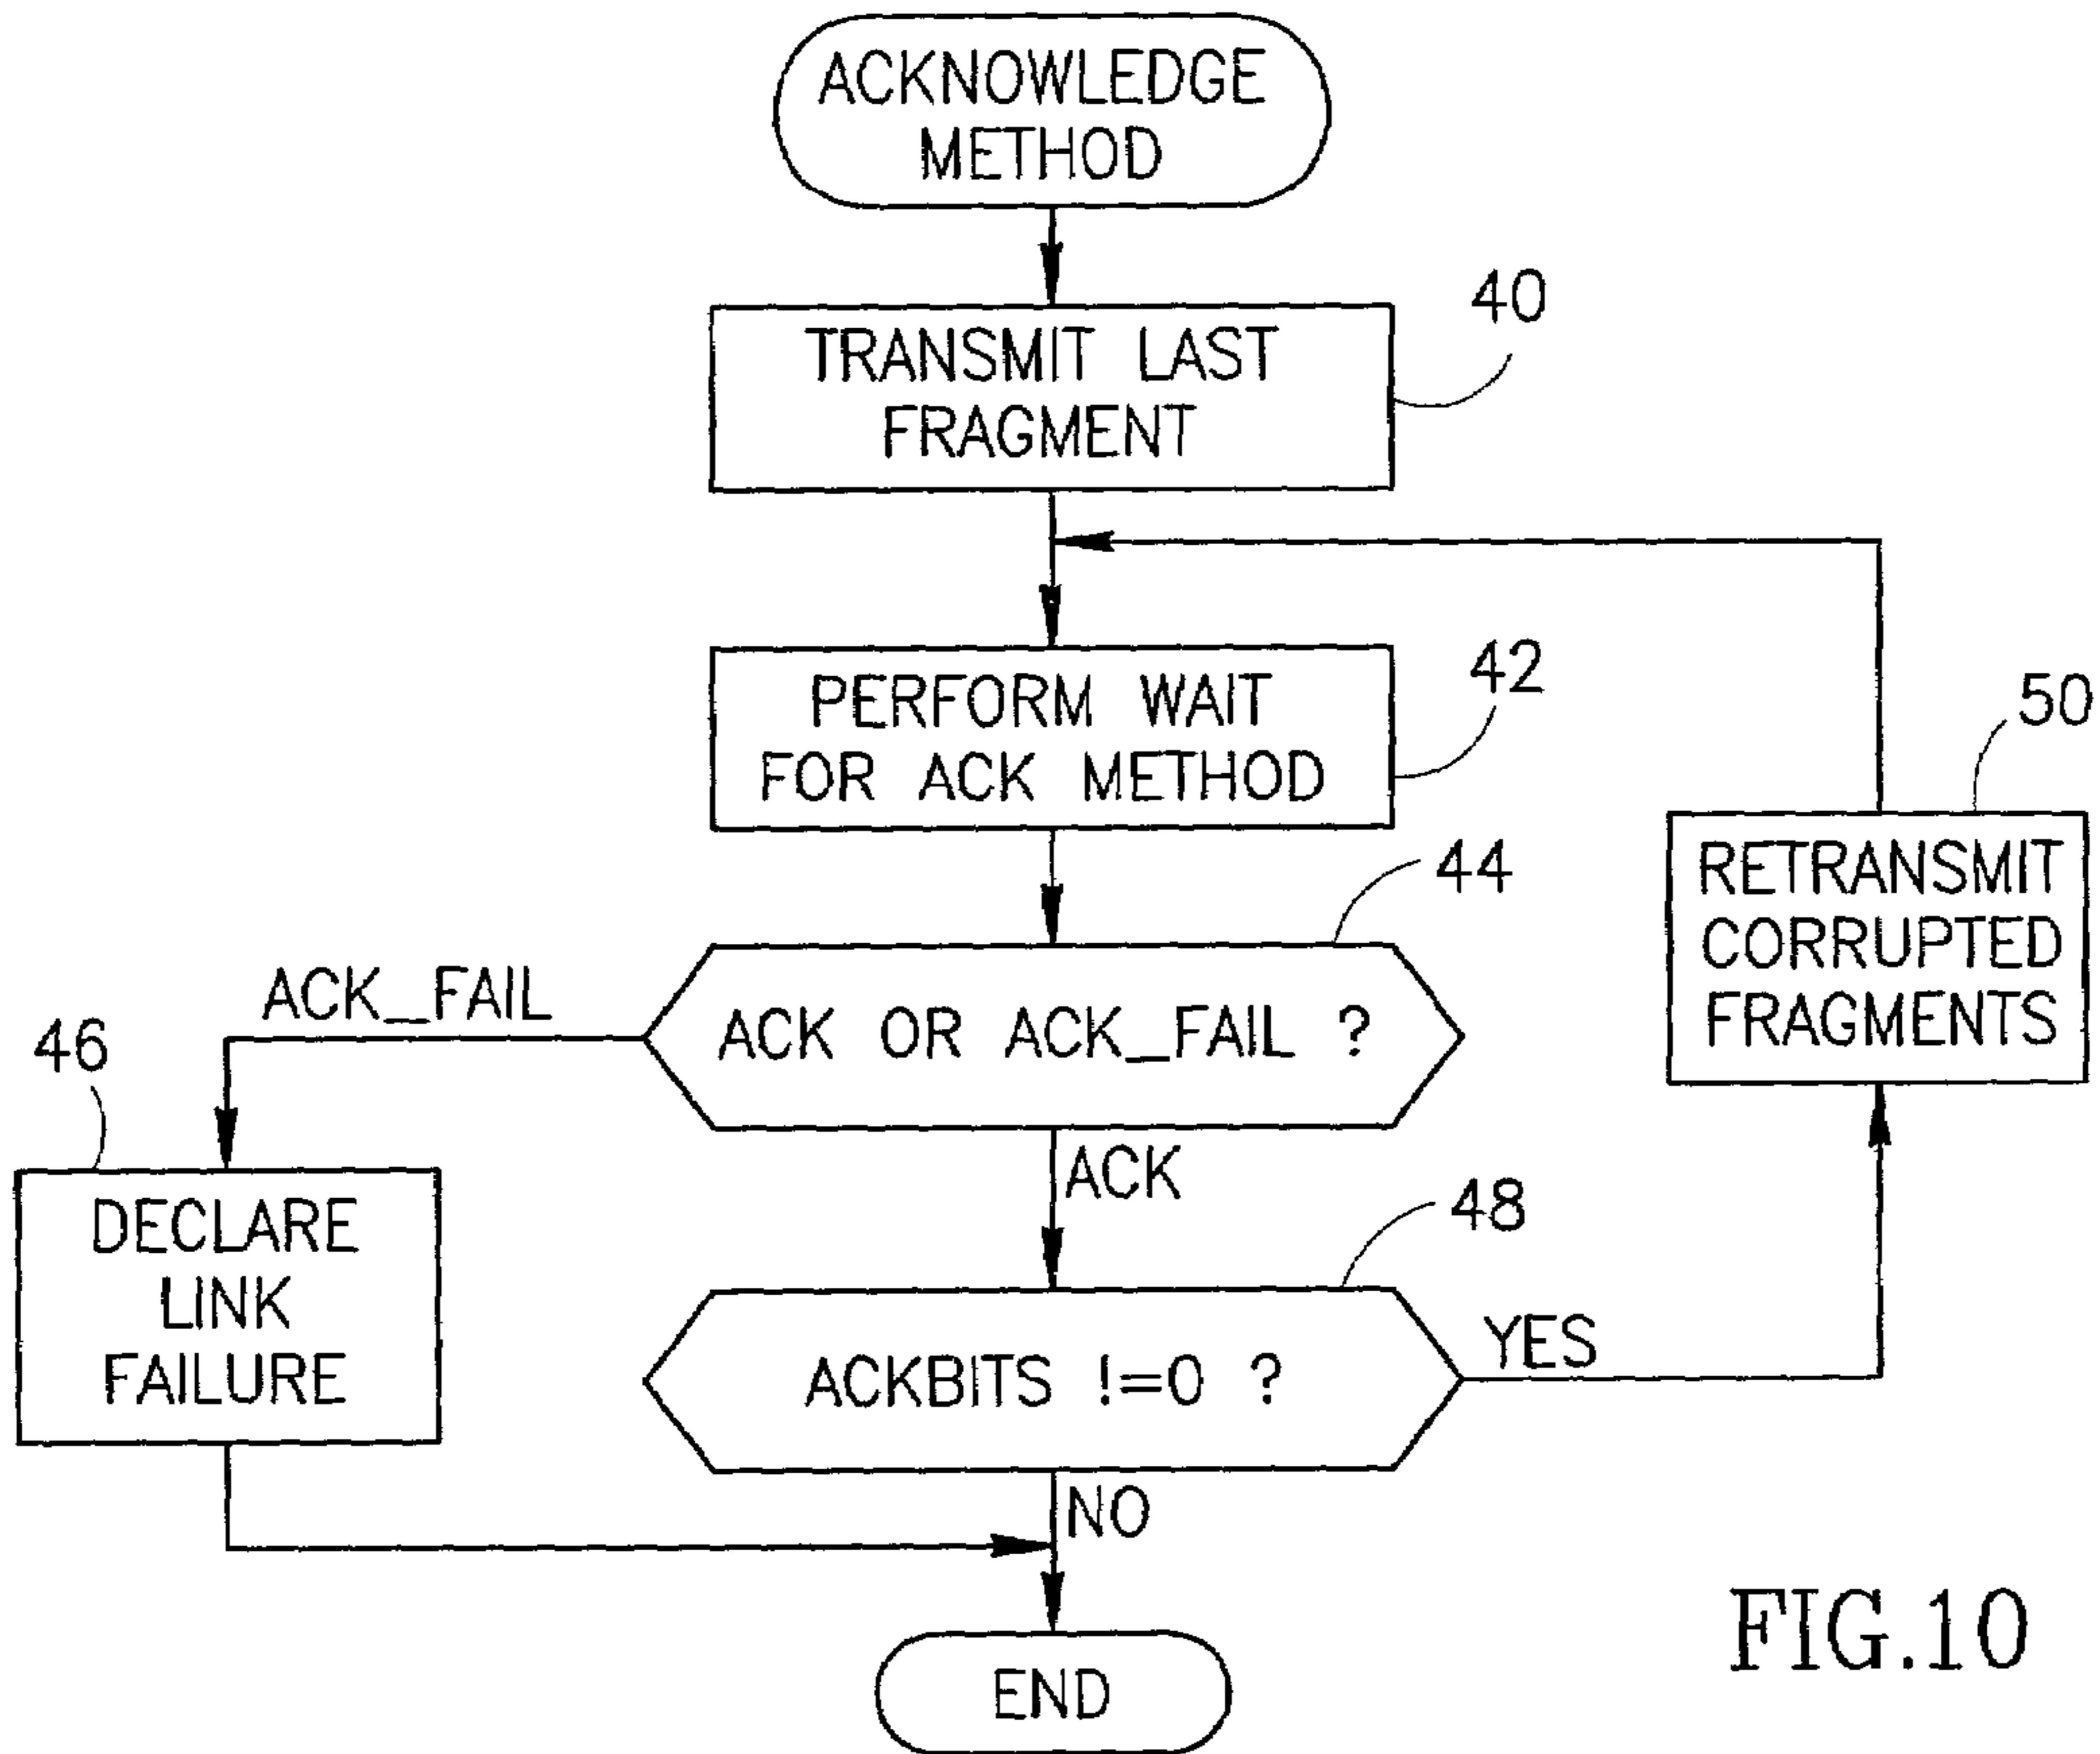 ACKNOWLEDGE
METHOD
40
TRANSMIT LAST
FRAGMENT
42
PERFORM WAIT
FOR ACK METHOD
50
RETRANSMIT
CORRUPTED
FRAGMENTS
44
ACK_FAIL
ACK OR ACK_FAIL ?
46
DECLARE
LINK
FAILURE
ACK
48
ACKBITS !=0 ?
YES
NO
END
FIG.10